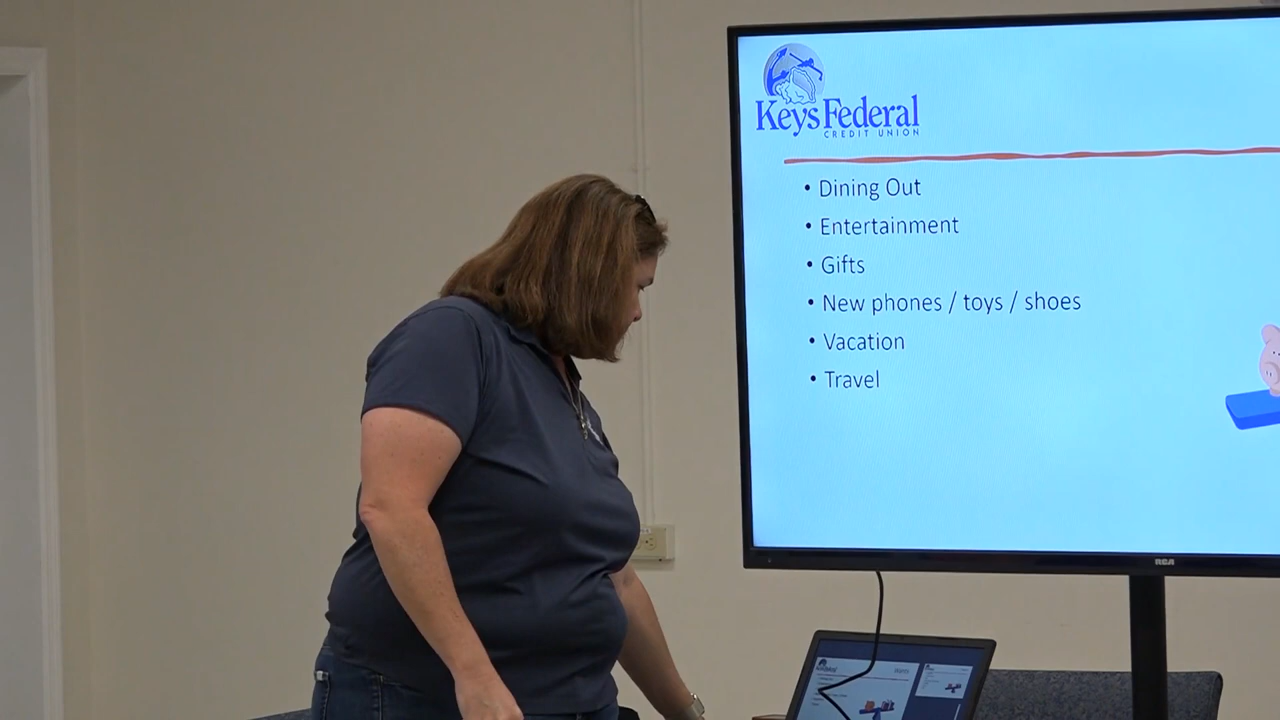 Keys Federal
CREDIT UNION
• Dining Out
• Entertainment
• Gifts
• New phones / toys / shoes
• Vacation
• Travel
RCA